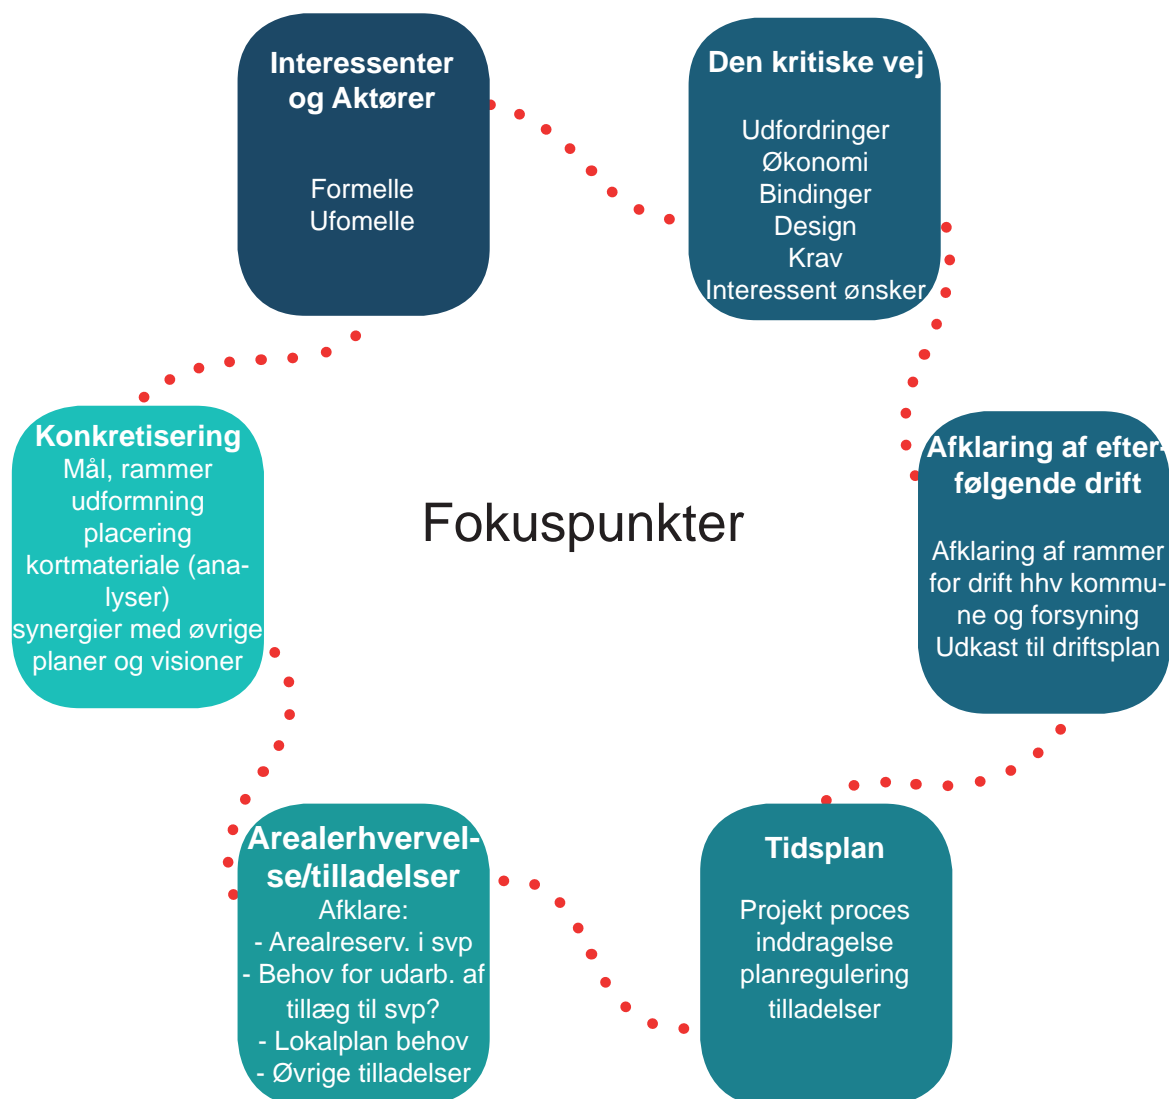 Interessenter
og Aktører
Formelle
Ufomelle
Den kritiske vej
Udfordringer
Økonomi
Bindinger
Design
Krav
Interessent ønsker
Konkretisering
Mål, rammer
udformning
placering
kortmateriale (ana-
lyser)
synergier med øvrige
planer og visioner
Fokuspunkter
Afklaring af efter-
følgende drift
Afklaring af rammer
for drift hhv kommu-
ne og forsyning
Udkast til driftsplan
Arealerhvervel-
se/tilladelser
Afklare:
- Arealreserv. i svp
- Behov for udarb. af
tillæg til svp?
- Lokalplan behov
- Øvrige tilladelser
Tidsplan
Projekt proces
inddragelse
planregulering
tilladelser